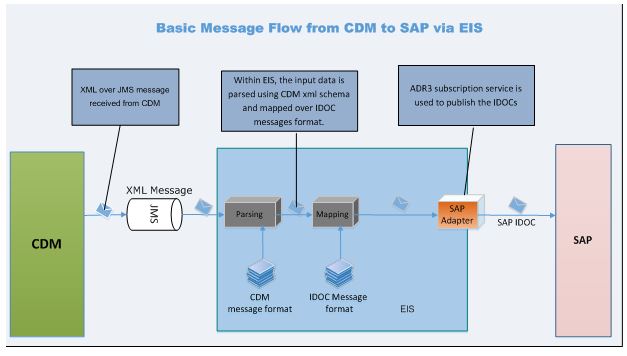 Basic Message Flow from CDM to SAP via EIS
XML over JMS message
received from CDM
Within EIS, the input data is
parsed using CDM xml schema
and mapped over IDOC
messages format.
ADR3 subscription service is
used to publish the IDOCs
CDM
XML Message
JMS
Parsing
Mapping
SAP
Adapter
SAP IDOC
SAP
CDM
message format
IDOC Message
format
EIS